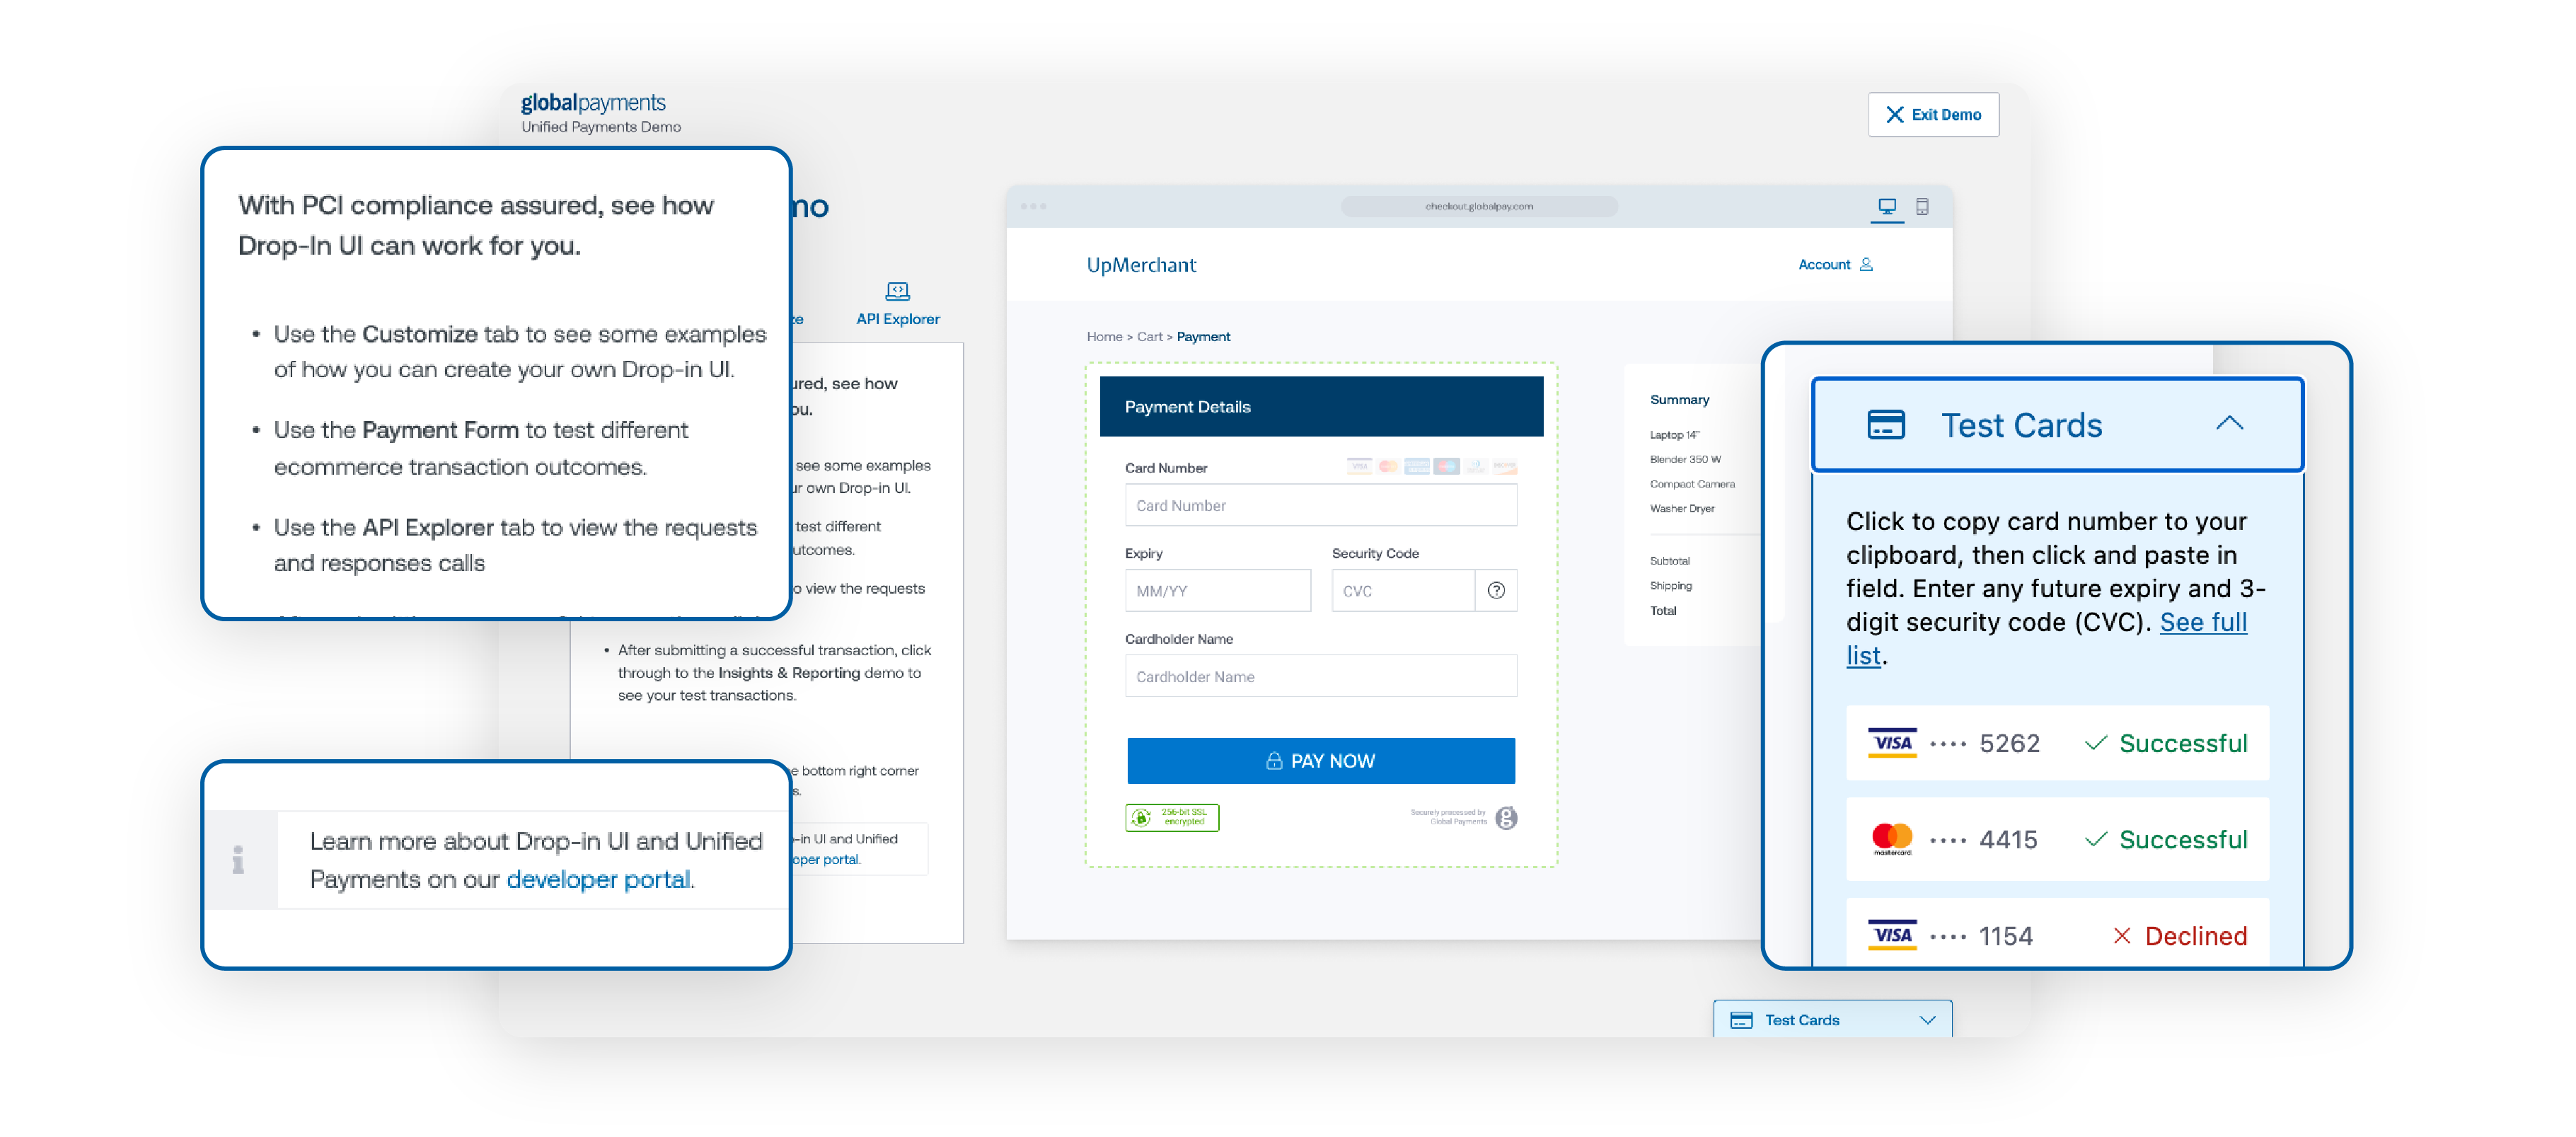 globalpayments
Unified Payments Demo
Exit Demo
With PCI compliance assured, see how
Drop-In UI can work for you.
• Use the Customize tab to see some examples
of how you can create your own Drop-in UI.
• Use the Payment Form to test different
ecommerce transaction outcomes.
• Use the API Explorer tab to view the requests
and responses calls
mo
ze
API Explorer
ured, see how
ou.
see some examples
ur own Drop-in UI.
test different
utcomes.
o view the requests
• After submitting a successful transaction, click
through to the Insights & Reporting demo to
see your test transactions.
e bottom right corner
s.
-in UI and Unified
oper portal.
Learn more about Drop-in UI and Unified
Payments on our developer portal.
checkout.globalpay.com
UpMerchant
Account
Home > Cart > Payment
Payment Details
Card Number
VISA
Card Number
Expiry
Security Code
MM/YY
CVC
Cardholder Name
Cardholder Name
PAY NOW
256-bit SSL
encrypted
Securely processed by
Global Payments
g
Summary
Laptop 14"
Blender 350 W
Compact Camera
Washer Dryer
Subtotal
Shipping
Total
Test Cards
Click to copy card number to your
clipboard, then click and paste in
field. Enter any future expiry and 3-
digit security code (CVC). See full
list.
VISA •••• 5262 Successful
mastercard •••• 4415 Successful
VISA •••• 1154 Declined
Test Cards